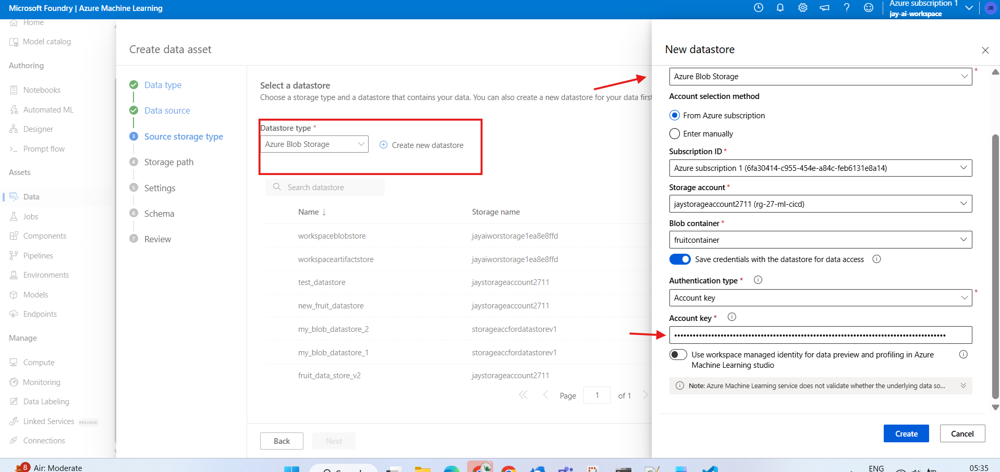 Microsoft Foundry | Azure Machine Learning
Azure subscription 1
jay-ai-workspace
JR
Home
Model catalog
Authoring
Notebooks
Automated ML
Designer
Prompt flow
Assets
Data
Jobs
Components
Pipelines
Environments
Models
Endpoints
Manage
Compute
Monitoring
Data Labeling
Linked Services PREVIEW
Connections
Create data asset
Data type
Data source
3 Source storage type
4 Storage path
5 Settings
6 Schema
7 Review
Select a datastore
Choose a storage type and a datastore that contains your data. You can also create a new datastore for your data first
Datastore type *
Azure Blob Storage
Create new datastore
Search datastore
Name ↓ Storage name
workspaceblobstore jayaiworstorage1ea8e8ffd
workspaceartifactstore jayaiworstorage1ea8e8ffd
test_datastore jaystorageaccount2711
new_fruit_datastore jaystorageaccount2711
my_blob_datastore_2 storageaccfordatastorev1
my_blob_datastore_1 storageaccfordatastorev1
fruit_data_store_v2 jaystorageaccount2711
Page 1 of 1
Back Next
New datastore
Azure Blob Storage *
Account selection method
From Azure subscription
Enter manually
Subscription ID *
Azure subscription 1 (6fa30414-c955-454e-a84c-feb6131e8a14)
Storage account *
jaystorageaccount2711 (rg-27-ml-cicd)
Blob container *
fruitcontainer
Save credentials with the datastore for data access
Authentication type *
Account key *
Account key *
Use workspace managed identity for data preview and profiling in Azure
Machine Learning studio
Note: Azure Machine Learning service does not validate whether the underlying data so...
Create Cancel
8 Air: Moderate
ENG
05:35